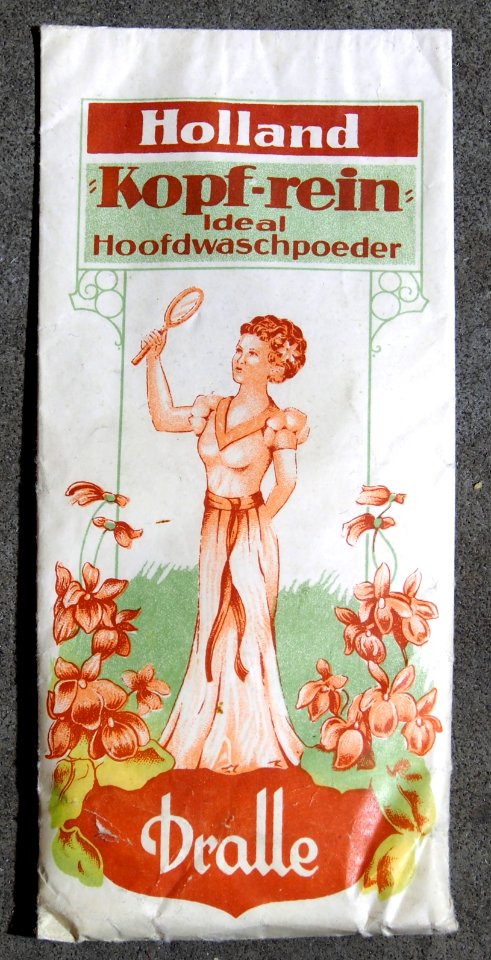 Holland
"Kopf-rein"
Ideal
Hoofdwaschpoeder
Dralle